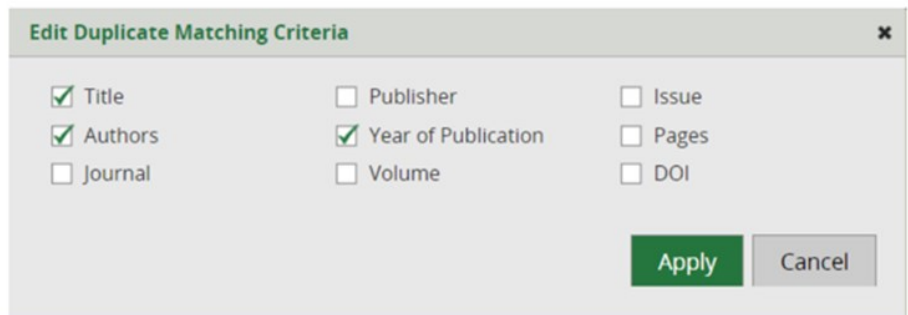 Edit Duplicate Matching Criteria
Title
Publisher
Issue
Authors
Year of Publication
Pages
Journal
Volume
DOI
Apply
Cancel